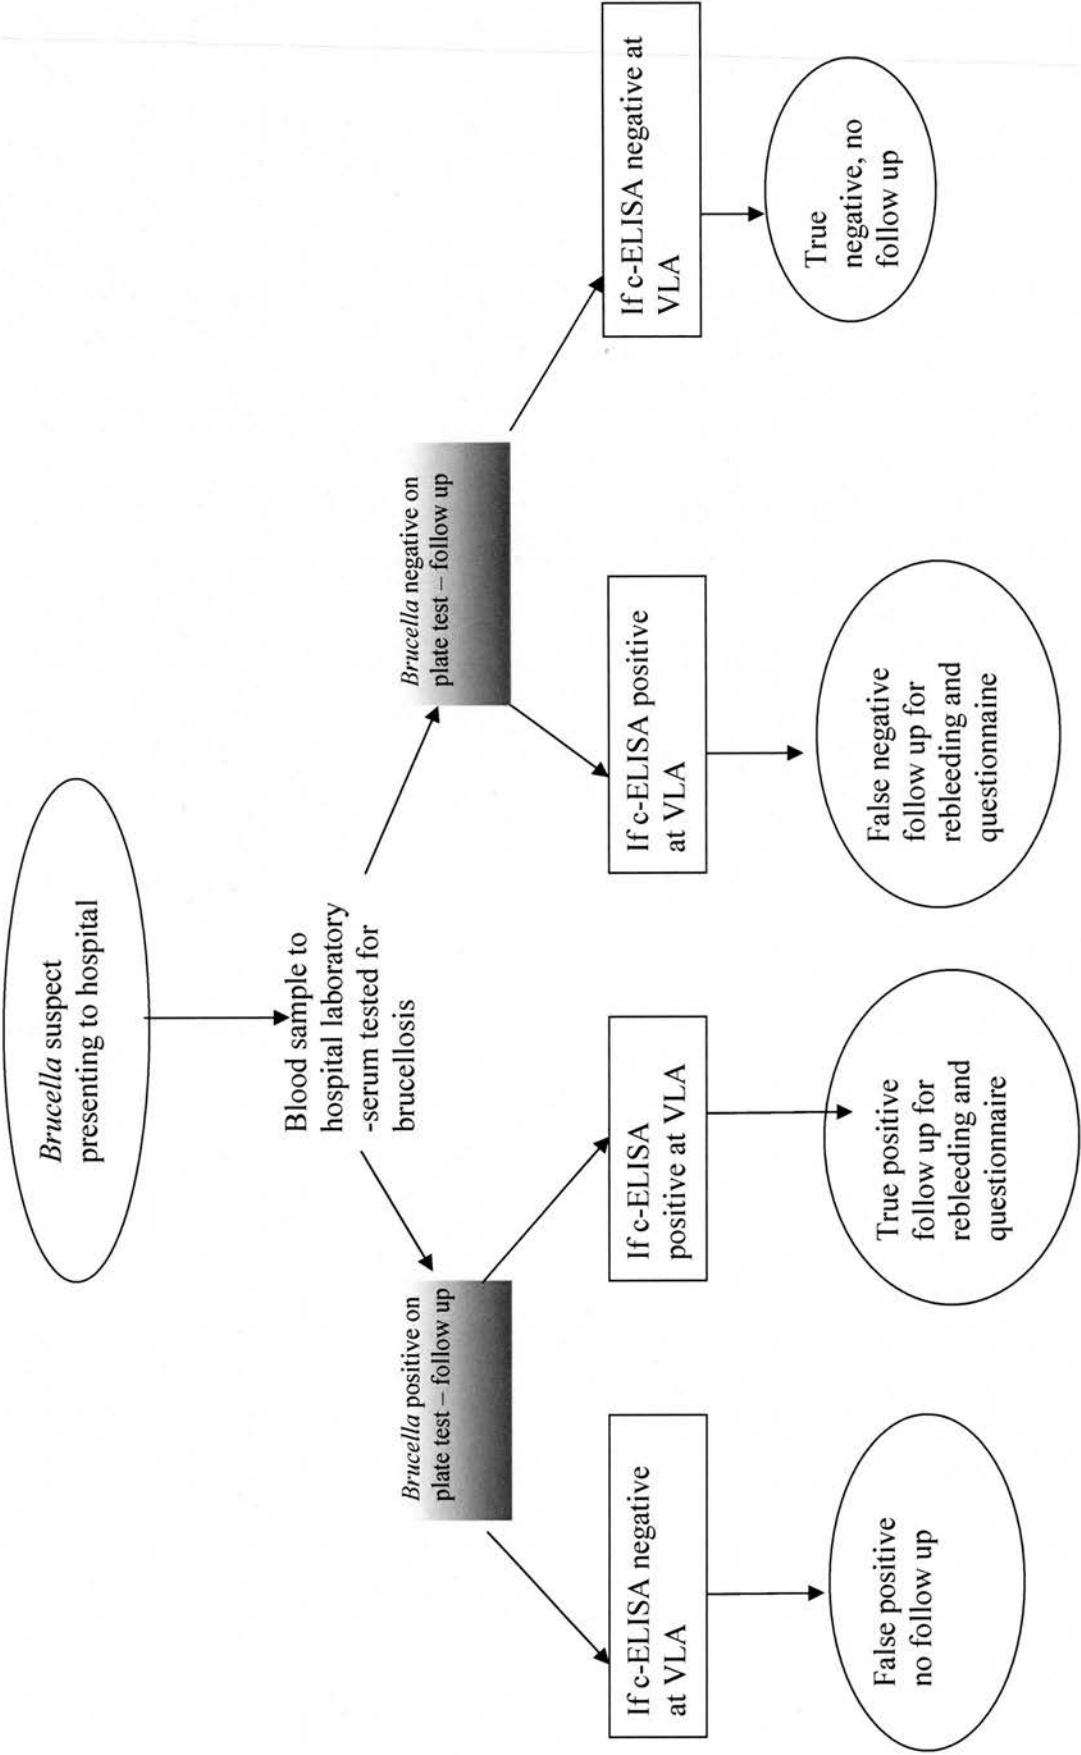 Brucella suspect
presenting to hospital
Blood sample to
hospital laboratory
-serum tested for
brucellosis
Brucella positive on
plate test – follow up
Brucella negative on
plate test – follow up
If c-ELISA negative
at VLA
If c-ELISA
positive at VLA
If c-ELISA positive
at VLA
If c-ELISA negative at
VLA
False positive
no follow up
True positive
follow up for
rebleeding and
questionnaire
False negative
follow up for
rebleeding and
questionnaine
True
negative, no
follow up